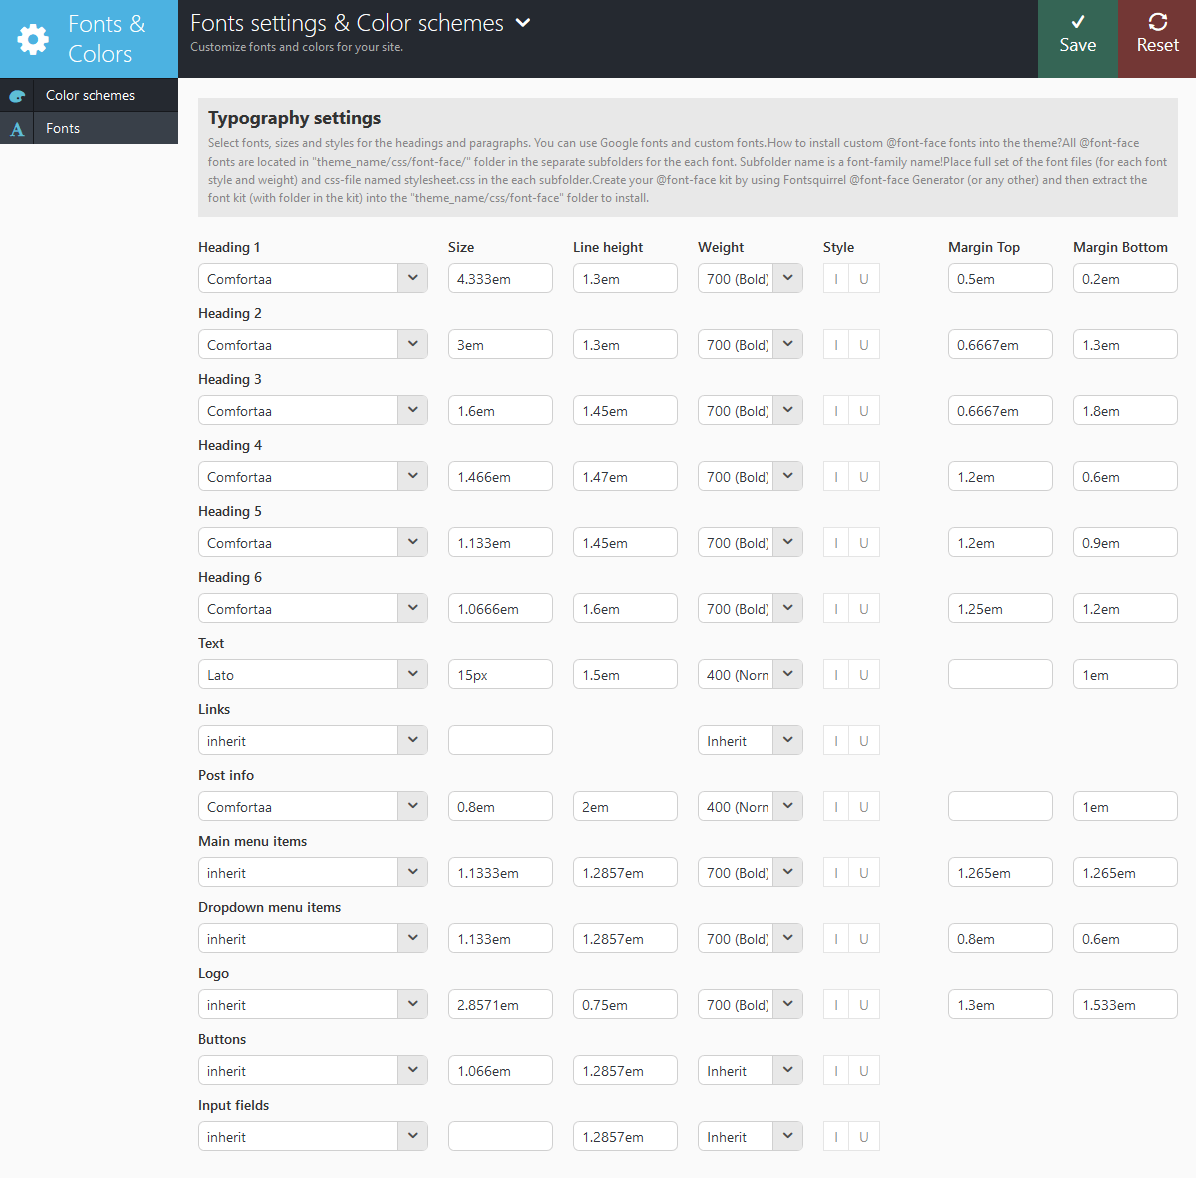 Fonts &
Colors
Fonts settings & Color schemes
Customize fonts and colors for your site.
Save
Reset
Color schemes
A Fonts
Typography settings
Select fonts, sizes and styles for the headings and paragraphs. You can use Google fonts and custom fonts.How to install custom @font-face fonts into the theme?All @font-face
fonts are located in "theme_name/css/font-face/" folder in the separate subfolders for the each font. Subfolder name is a font-family name!Place full set of the font files (for each font
style and weight) and css-file named stylesheet.css in the each subfolder.Create your @font-face kit by using Fontsquirrel @font-face Generator (or any other) and then extract the
font kit (with folder in the kit) into the "theme_name/css/font-face" folder to install.
Heading 1 Size Line height Weight Style Margin Top Margin Bottom
Comfortaa 4.333em 1.3em 700 (Bold) I U 0.5em 0.2em
Heading 2
Comfortaa 3em 1.3em 700 (Bold) I U 0.6667em 1.3em
Heading 3
Comfortaa 1.6em 1.45em 700 (Bold) I U 0.6667em 1.8em
Heading 4
Comfortaa 1.466em 1.47em 700 (Bold) I U 1.2em 0.6em
Heading 5
Comfortaa 1.133em 1.45em 700 (Bold) I U 1.2em 0.9em
Heading 6
Comfortaa 1.0666em 1.6em 700 (Bold) I U 1.25em 1.2em
Text
Lato 15px 1.5em 400 (Norn I U 1em
Links
inherit Inherit I U
Post info
Comfortaa 0.8em 2em 400 (Norn I U 1em
Main menu items
inherit 1.1333em 1.2857em 700 (Bold) I U 1.265em 1.265em
Dropdown menu items
inherit 1.133em 1.2857em 700 (Bold) I U 0.8em 0.6em
Logo
inherit 2.8571em 0.75em 700 (Bold) I U 1.3em 1.533em
Buttons
inherit 1.066em 1.2857em Inherit I U
Input fields
inherit 1.2857em Inherit I U